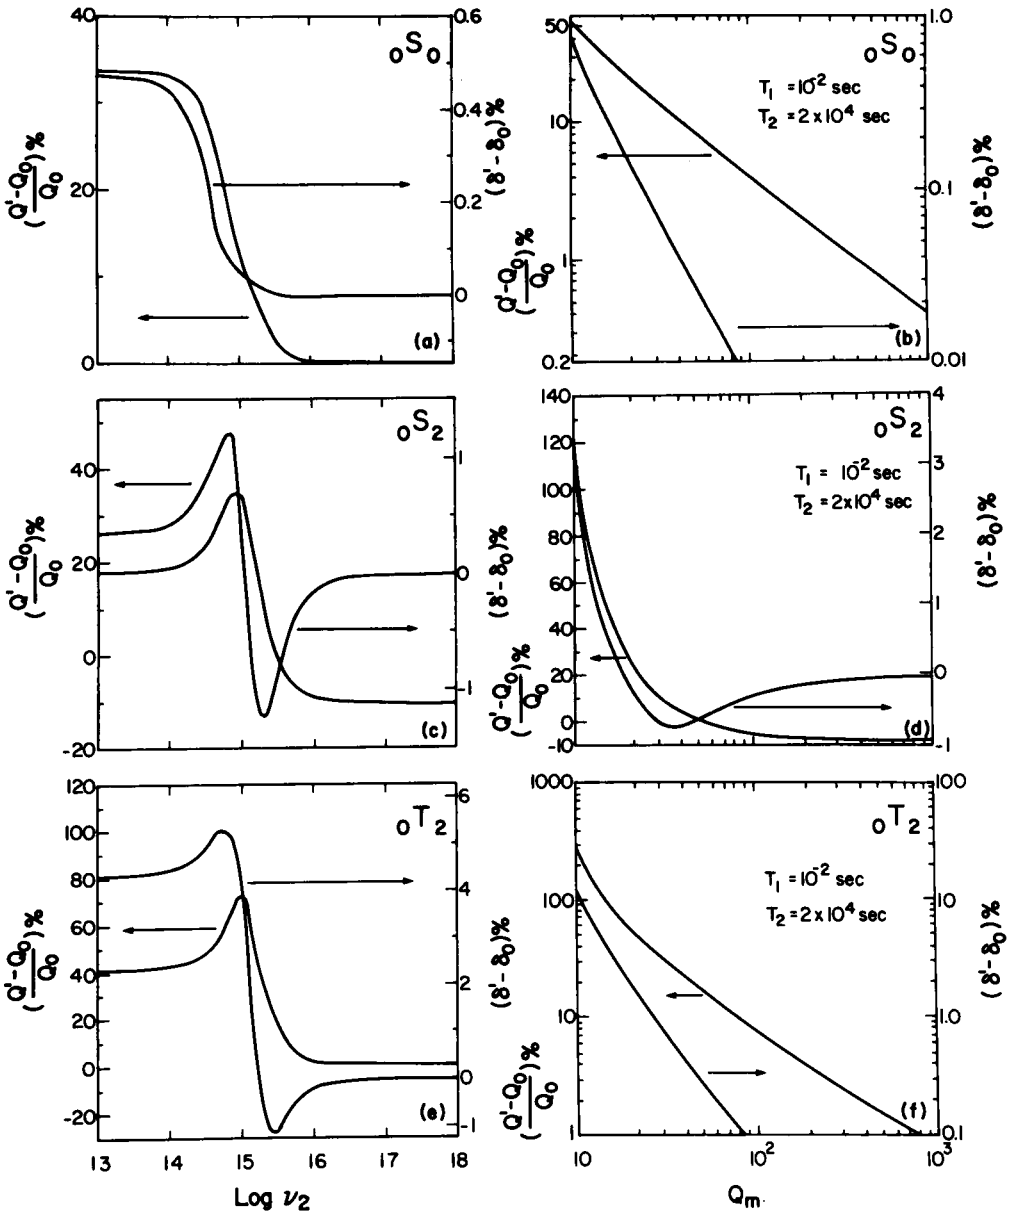 40
20
0
(Q'-Q₀/Q₀)%
₀S₀
0.6
0.4
0.2
0
(δ'-δ₀)%
(a)
50
10
1
0.2
(Q'-Q₀/Q₀)%
₀S₀
T₁ = 10⁻² sec
T₂ = 2 x 10⁴ sec
1.0
0.1
0.01
(δ'-δ₀)%
(b)
40
20
0
-20
(Q'-Q₀/Q₀)%
₀S₂
1
0
-1
(δ'-δ₀)%
(c)
140
120
100
80
60
40
20
0
-10
(Q'-Q₀/Q₀)%
₀S₂
T₁ = 10⁻² sec
T₂ = 2x10⁴ sec
4
3
2
1
0
-1
(δ'-δ₀)%
(d)
120
100
80
60
40
20
0
-20
(Q'-Q₀/Q₀)%
₀T₂
6
4
2
0
-1
(δ'-δ₀)%
(e)
13 14 15 16 17 18
Log ν₂
1000
100
10
1
(Q'-Q₀/Q₀)%
₀T₂
T₁ = 10⁻² sec
T₂ = 2 x 10⁴ sec
100
10
1.0
0.1
(δ'-δ₀)%
(f)
10 10² 10³
Qm.